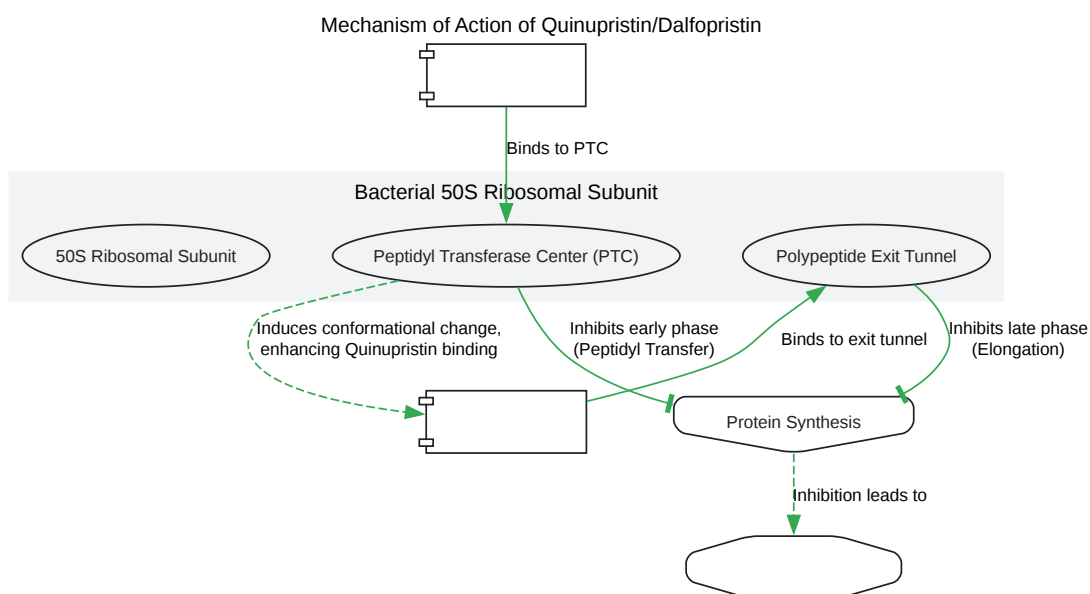 Mechanism of Action of Quinupristin/Dalfopristin
Binds to PTC
Bacterial 50S Ribosomal Subunit
50S Ribosomal Subunit
Peptidyl Transferase Center (PTC)
Polypeptide Exit Tunnel
Induces conformational change,
enhancing Quinupristin binding
Inhibits early phase
(Peptidyl Transfer)
Binds to exit tunnel
Inhibits late phase
(Elongation)
Protein Synthesis
Inhibition leads to